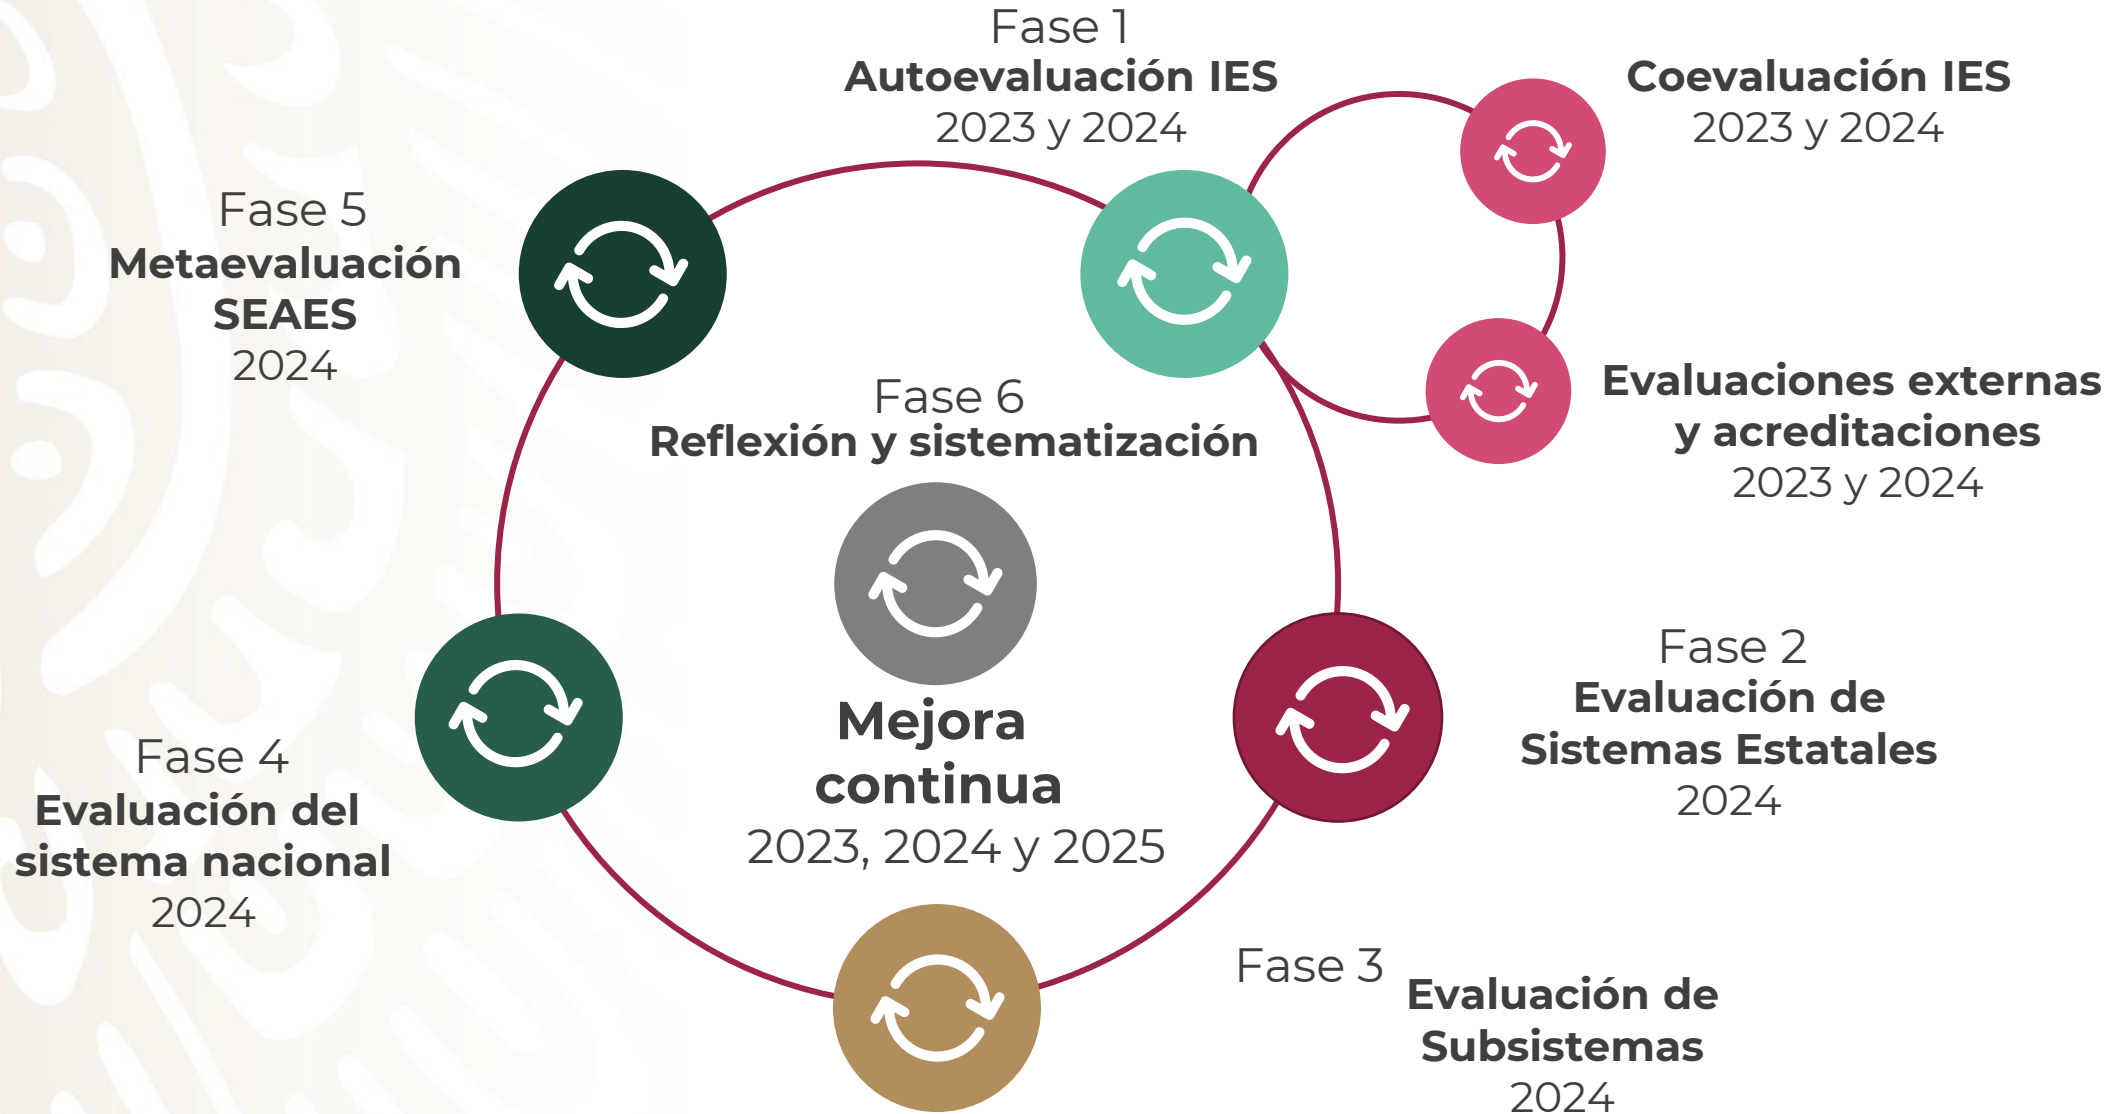 Fase 1
Autoevaluación IES
2023 y 2024
Coevaluación IES
2023 y 2024
Evaluaciones externas
y acreditaciones
2023 y 2024
Fase 2
Evaluación de
Sistemas Estatales
2024
Fase 3
Evaluación de
Subsistemas
2024
Fase 4
Evaluación del
sistema nacional
2024
Fase 5
Metaevaluación
SEAES
2024
Fase 6
Reflexión y sistematización
Mejora
continua
2023, 2024 y 2025